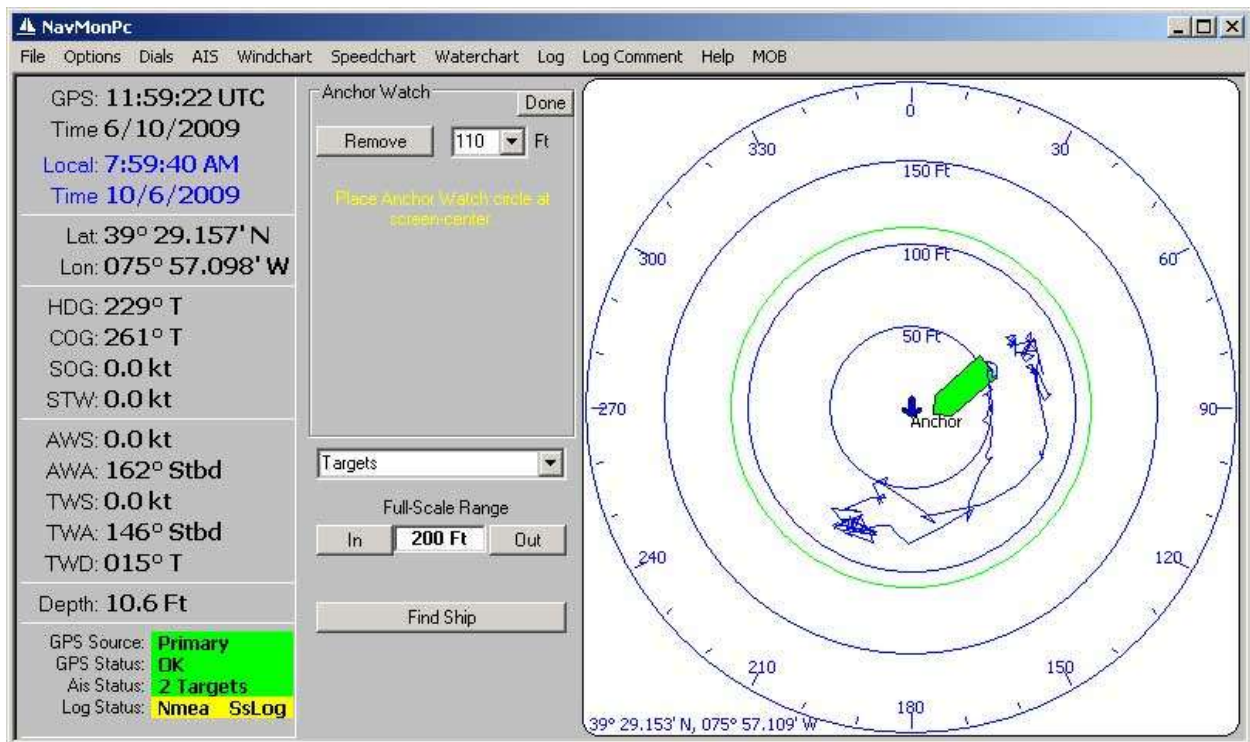 NavMonPc
File Options Dials AIS Windchart Speedchart Waterchart Log Log Comment Help MOB
GPS: 11:59:22 UTC
Time 6/10/2009
Local: 7:59:40 AM
Time 10/6/2009
Lat: 39° 29.157' N
Lon: 075° 57.098' W
HDG: 229° T
COG: 261° T
SOG: 0.0 kt
STW: 0.0 kt
AWS: 0.0 kt
AWA: 162° Stbd
TWS: 0.0 kt
TWA: 146° Stbd
TWD: 015° T
Depth: 10.6 Ft
GPS Source: Primary
GPS Status: OK
Ais Status: 2 Targets
Log Status: Nmea SsLog
Anchor Watch
Done
Remove 110 Ft
Place Anchor Watch circle at
screen-center
Targets
Full-Scale Range
In 200 Ft Out
Find Ship
0
330 30
150 Ft
300 100 Ft 60
50 Ft
270 90
Anchor
240 120
210 150
180
39° 29.153' N, 075° 57.109' W